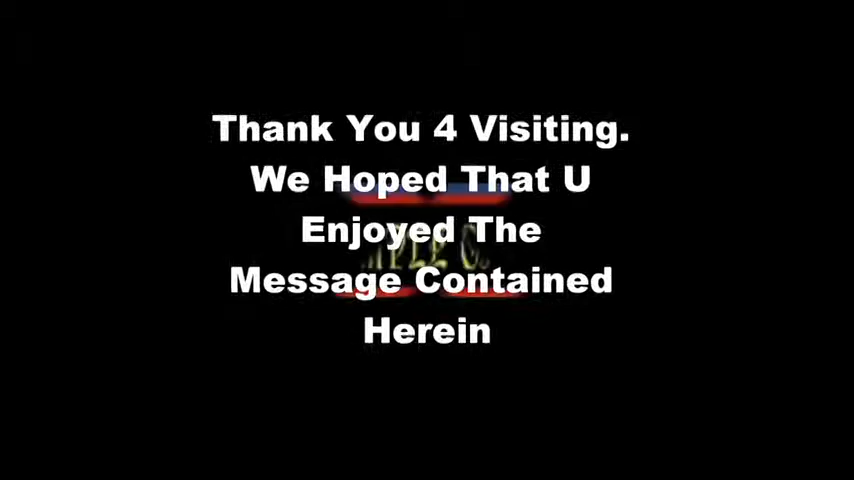 Thank You 4 Visiting.
We Hoped That U
Enjoyed The
Message Contained
Herein